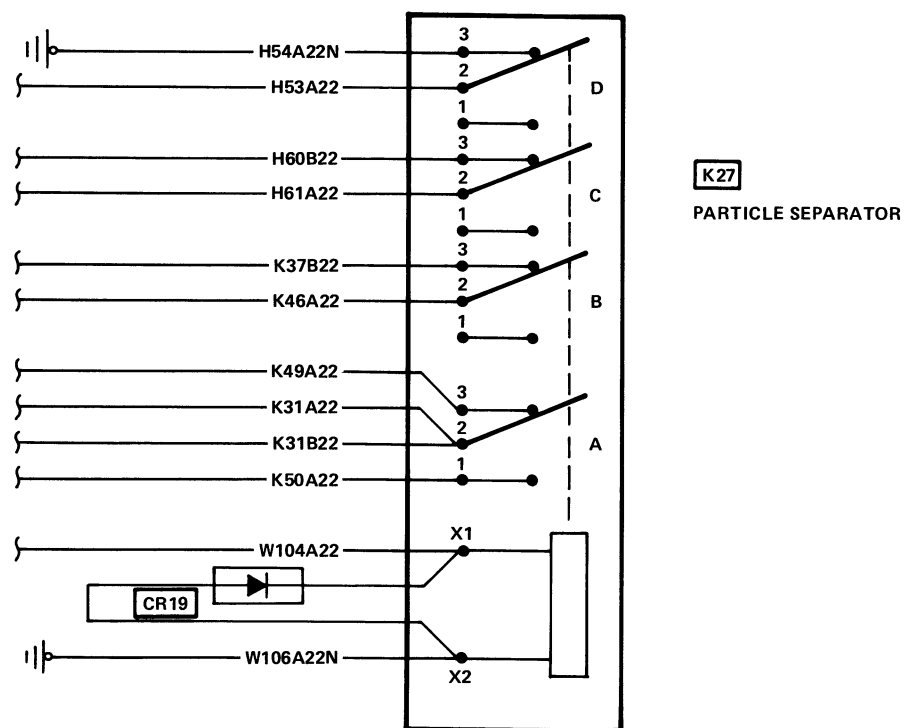 3
H54A22N
2
H53A22
D
1
3
H60B22
2
H61A22
C
1
K27
PARTICLE SEPARATOR
3
K37B22
2
K46A22
B
1
K49A22
3
K31A22
2
K31B22
A
1
K50A22
X1
W104A22
CR19
W106A22N
X2